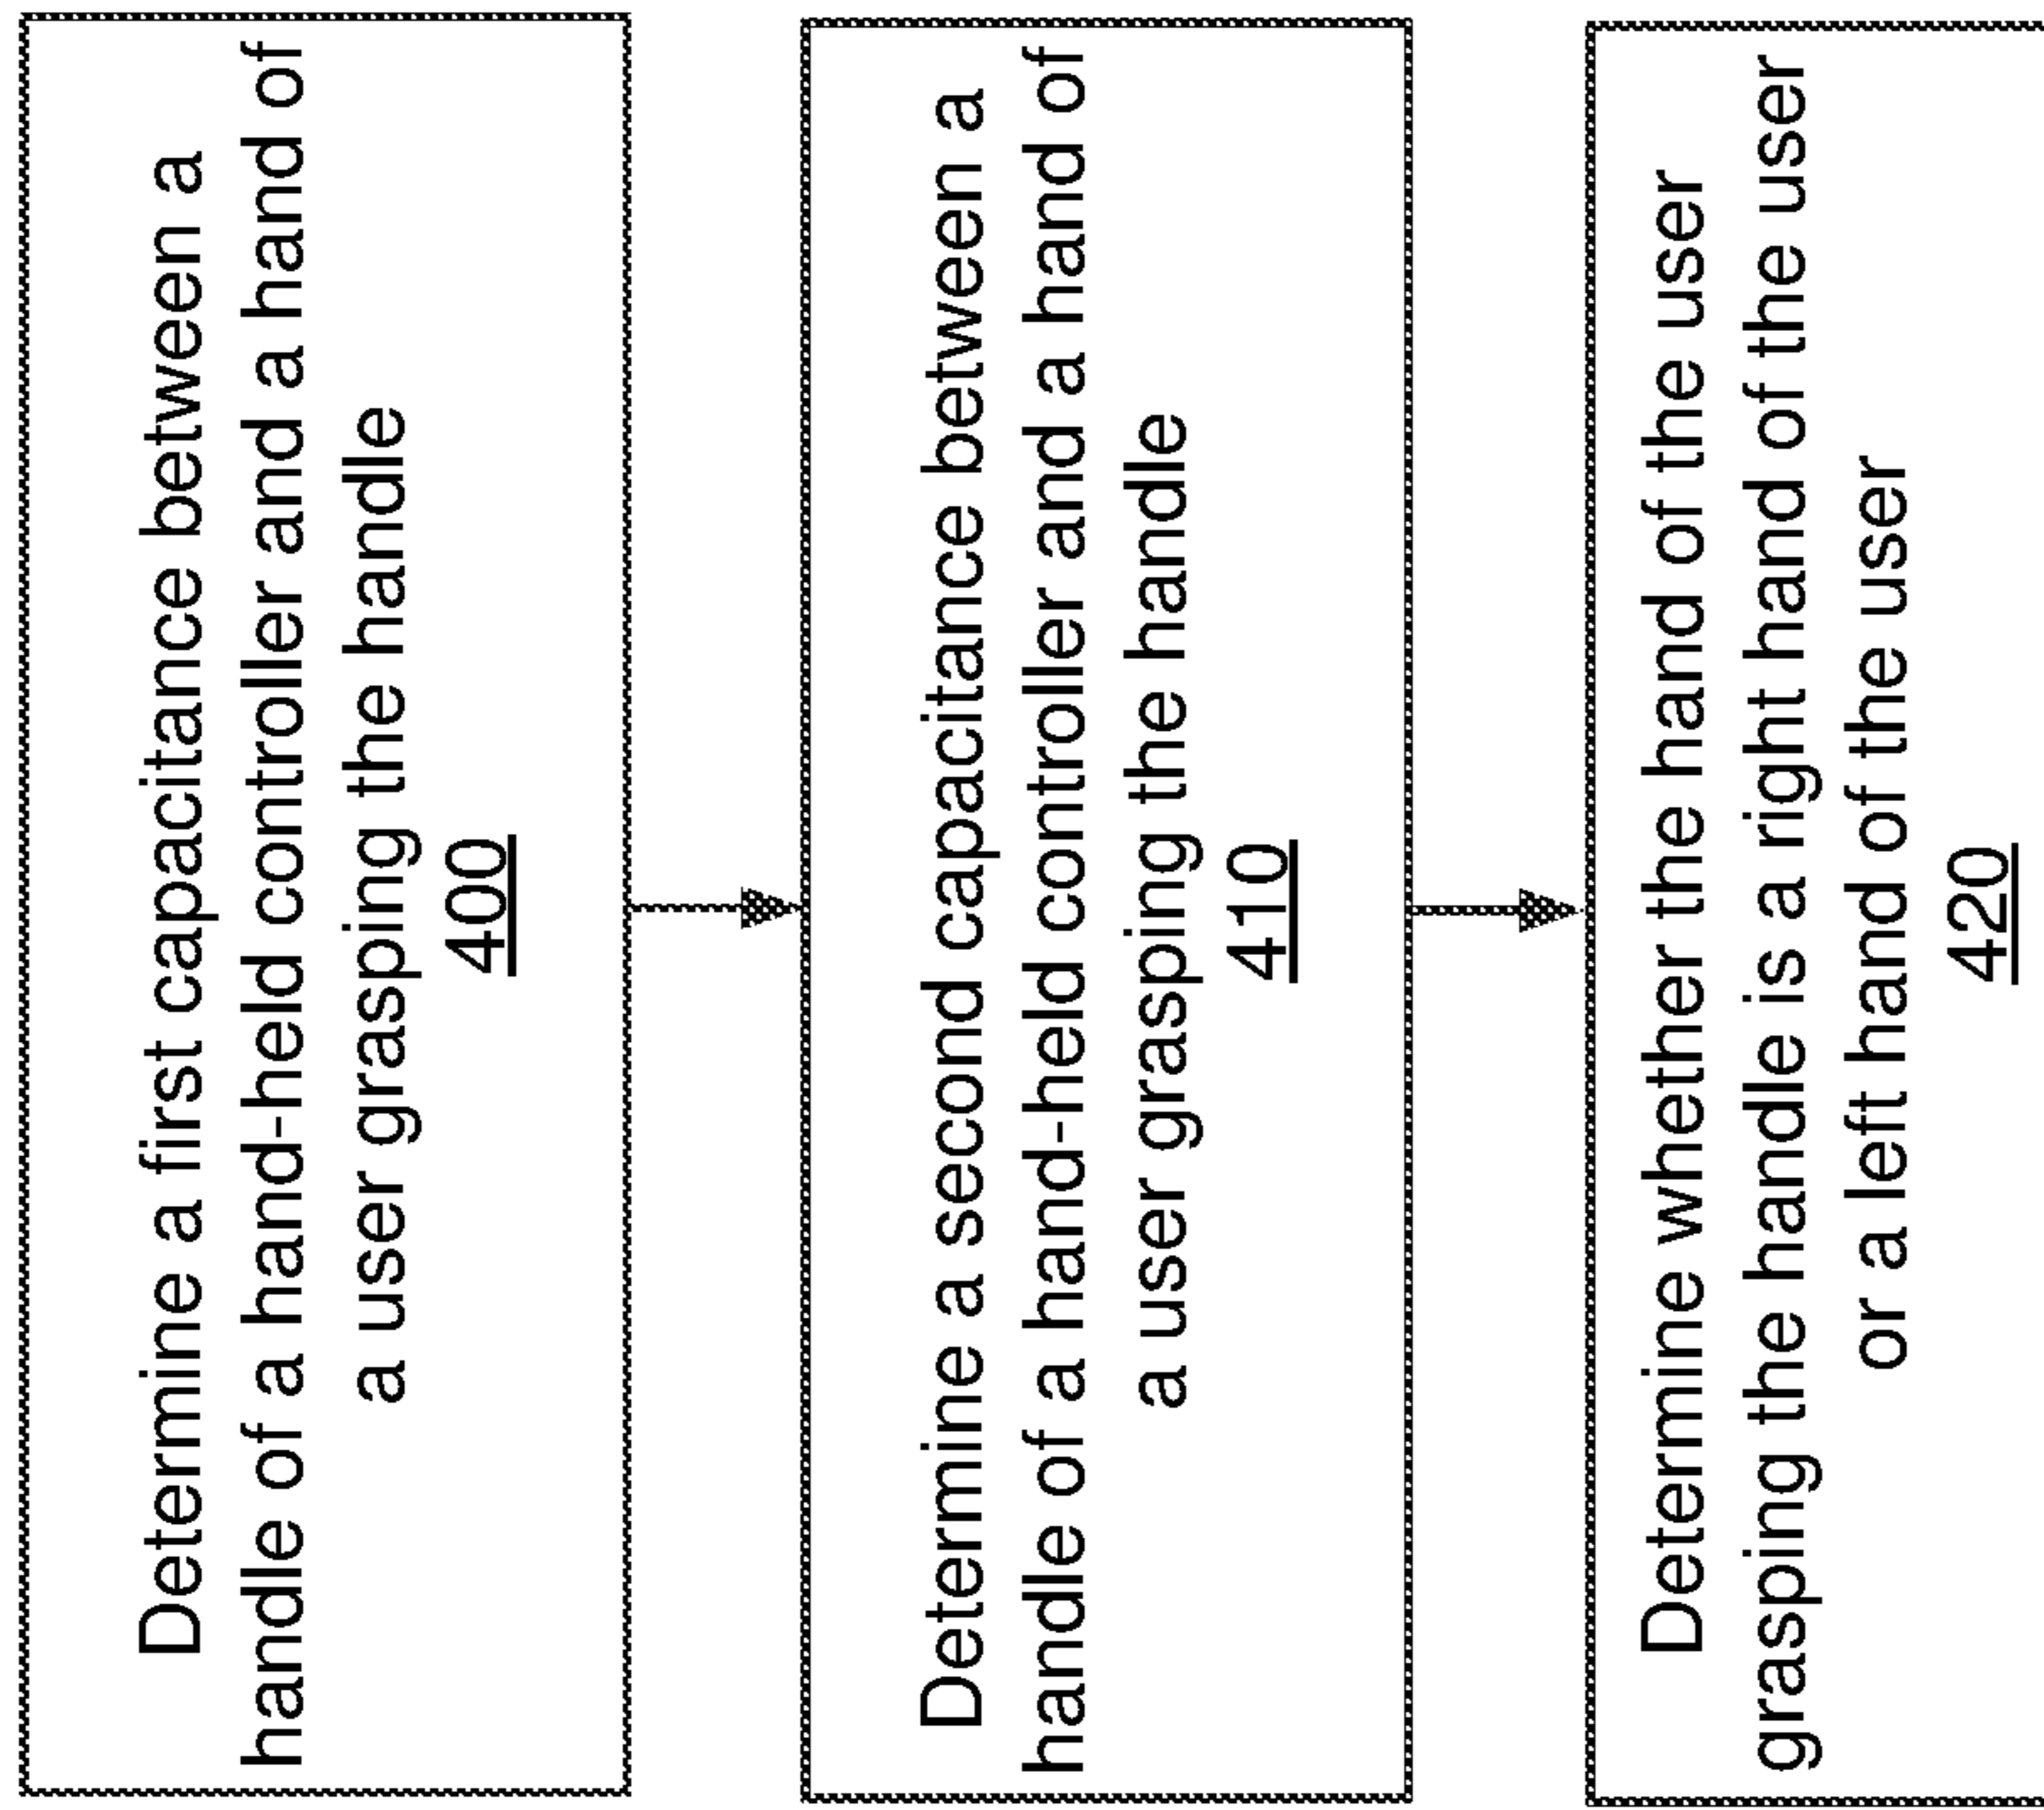 Determine a first capacitance between a
handle of a hand-held controller and a hand of
a user grasping the handle
400
Determine a second capacitance between a
handle of a hand-held controller and a hand of
a user grasping the handle
410
Determine whether the hand of the user
grasping the handle is a right hand of the user
or a left hand of the user
420